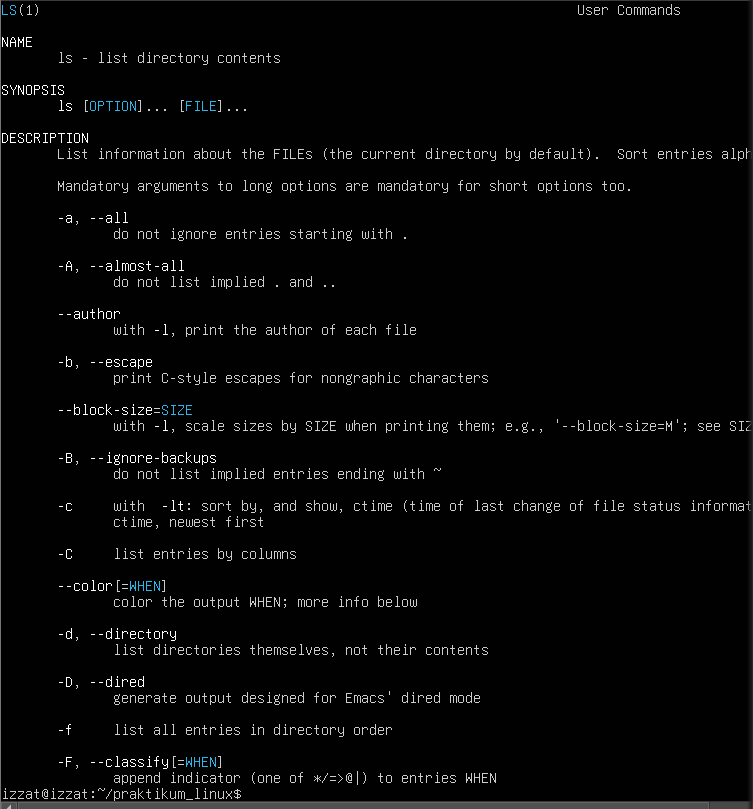 LS(1) User Commands
NAME
ls - list directory contents
SYNOPSIS
ls [OPTION]... [FILE]...
DESCRIPTION
List information about the FILEs (the current directory by default). Sort entries alph
Mandatory arguments to long options are mandatory for short options too.
-a, --all
do not ignore entries starting with .
-A, --almost-all
do not list implied . and ..
--author
with -l, print the author of each file
-b, --escape
print C-style escapes for nongraphic characters
--block-size=SIZE
with -l, scale sizes by SIZE when printing them; e.g., '--block-size=M'; see SIZ
-B, --ignore-backups
do not list implied entries ending with ~
-c with -lt: sort by, and show, ctime (time of last change of file status informat
ctime, newest first
-C list entries by columns
--color[=WHEN]
color the output WHEN; more info below
-d, --directory
list directories themselves, not their contents
-D, --dired
generate output designed for Emacs' dired mode
-f list all entries in directory order
-F, --classify[=WHEN]
append indicator (one of */=>@|) to entries WHEN
izzat@izzat:~/praktikum_linux$